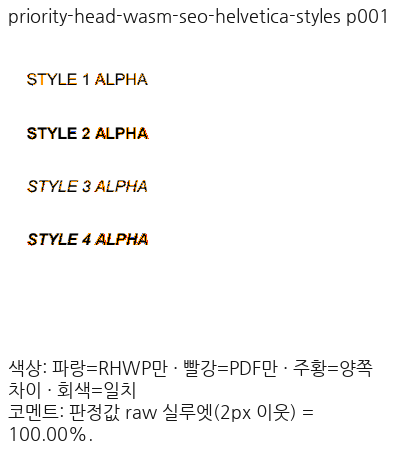 priority-head-wasm-seo-helvetica-styles p001
STYLE 1 ALPHA
STYLE 2 ALPHA
STYLE 3 ALPHA
STYLE 4 ALPHA
색상: 파랑=RHWP만 · 빨강=PDF만 · 주황=양쪽
차이 · 회색=일치
코멘트: 판정값 raw 실루엣(2px 이웃) =
100.00%.